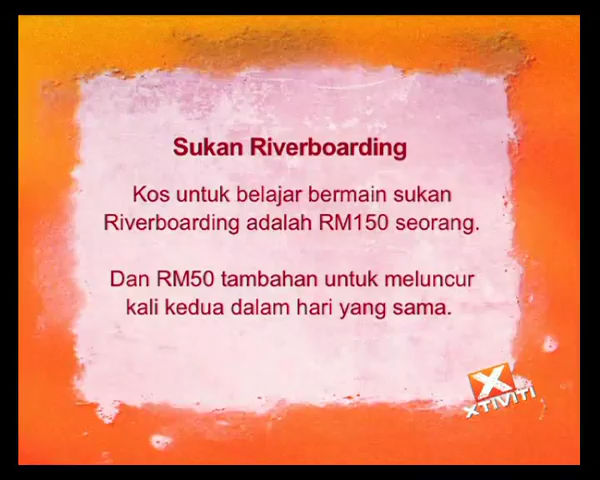 Sukan Riverboarding
Kos untuk belajar bermain sukan
Riverboarding adalah RM150 seorang.
Dan RM50 tambahan untuk meluncur
kali kedua dalam hari yang sama.
X
XTIVITI